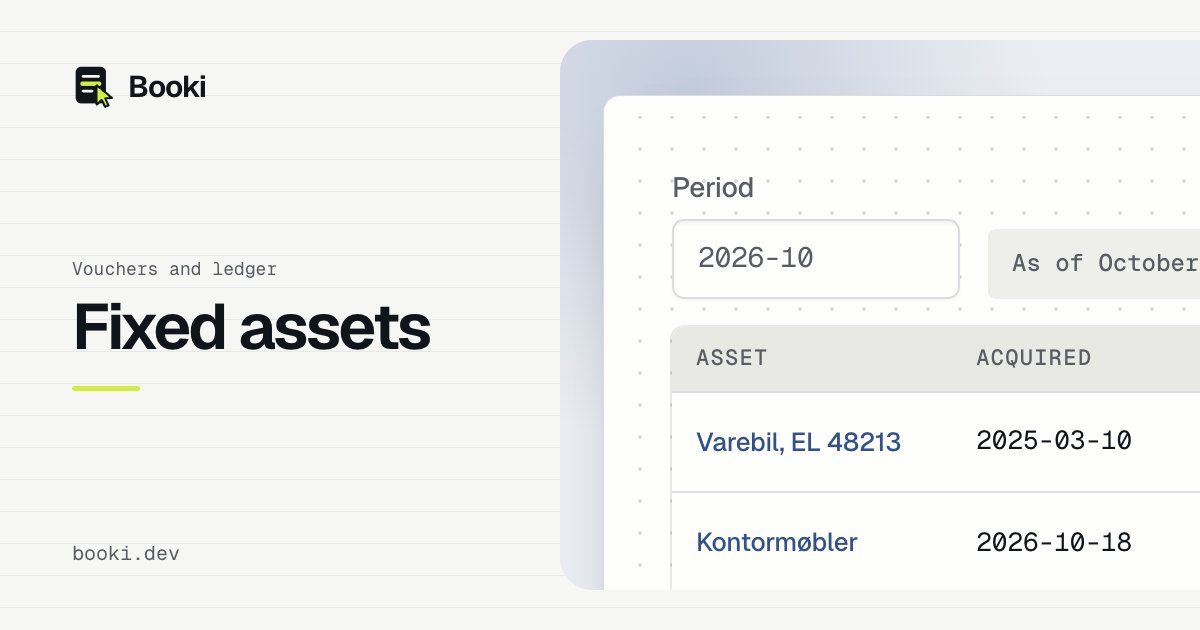 Booki
Vouchers and ledger
Fixed assets
booki.dev
Period
2026-10
As of October
ASSET ACQUIRED
Varebil, EL 48213 2025-03-10
Kontormøbler 2026-10-18